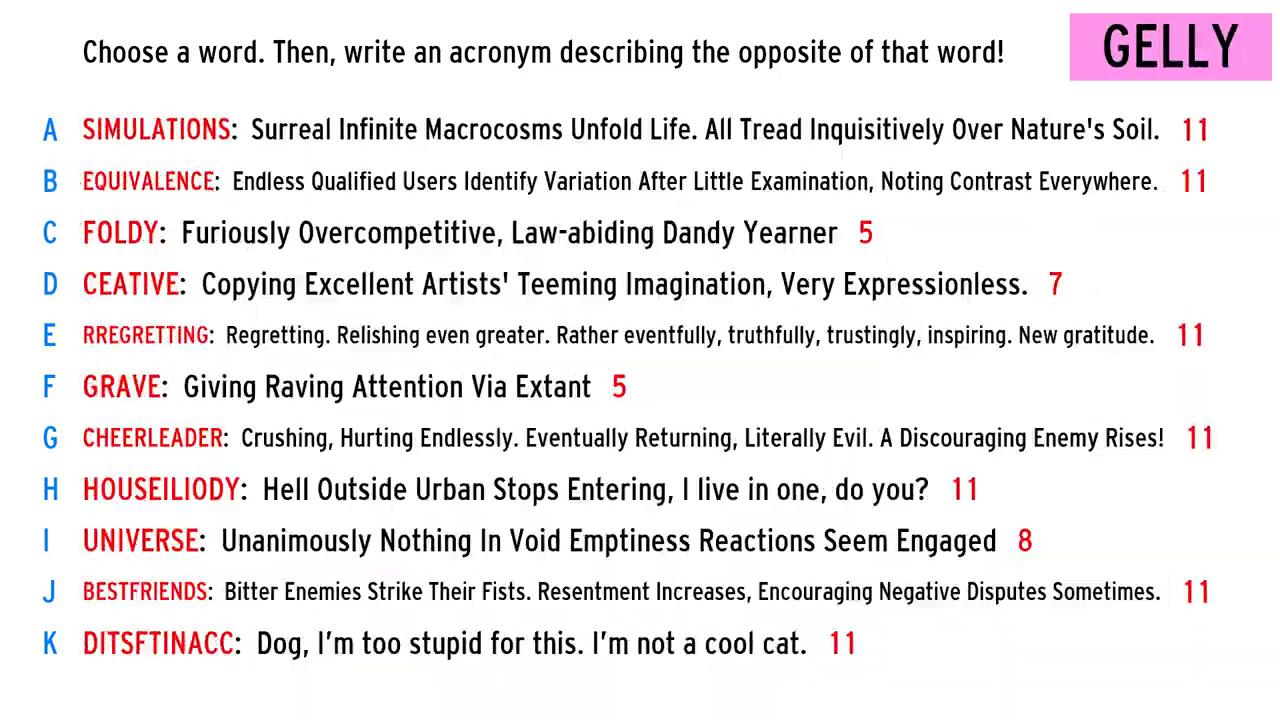 Choose a word. Then, write an acronym describing the opposite of that word!
GELLY
A SIMULATIONS: Surreal Infinite Macrocosms Unfold Life. All Tread Inquisitively Over Nature's Soil. 11
B EQUIVALENCE: Endless Qualified Users Identify Variation After Little Examination, Noting Contrast Everywhere. 11
C FOLDY: Furiously Overcompetitive, Law-abiding Dandy Yearner 5
D CEATIVE: Copying Excellent Artists' Teeming Imagination, Very Expressionless. 7
E RREGRETTING: Regretting. Relishing even greater. Rather eventfully, truthfully, trustingly, inspiring. New gratitude. 11
F GRAVE: Giving Raving Attention Via Extant 5
G CHEERLEADER: Crushing, Hurting Endlessly. Eventually Returning, Literally Evil. A Discouraging Enemy Rises! 11
H HOUSEILIODY: Hell Outside Urban Stops Entering, I live in one, do you? 11
I UNIVERSE: Unanimously Nothing In Void Emptiness Reactions Seem Engaged 8
J BESTFRIENDS: Bitter Enemies Strike Their Fists. Resentment Increases, Encouraging Negative Disputes Sometimes. 11
K DITSFTINACC: Dog, I'm too stupid for this. I'm not a cool cat. 11